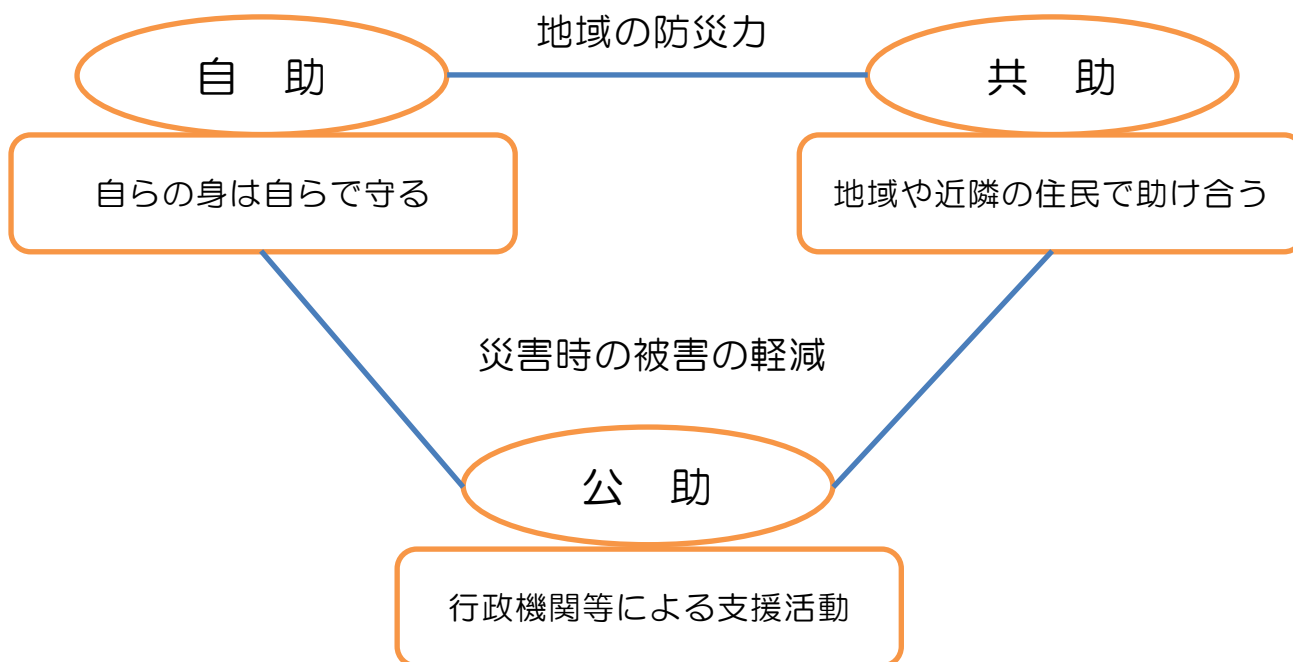 地域の防災力
自　助
共　助
自らの身は自らで守る
地域や近隣の住民で助け合う
災害時の被害の軽減
公　助
行政機関等による支援活動